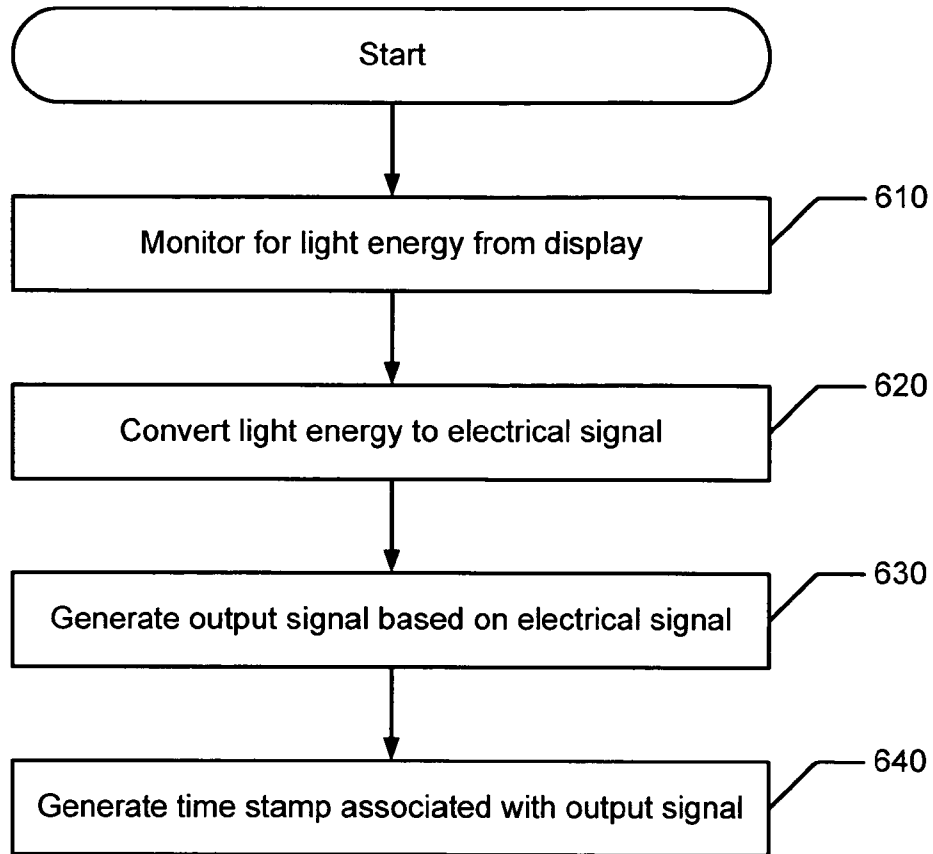 Start
610
Monitor for light energy from display
620
Convert light energy to electrical signal
630
Generate output signal based on electrical signal
640
Generate time stamp associated with output signal